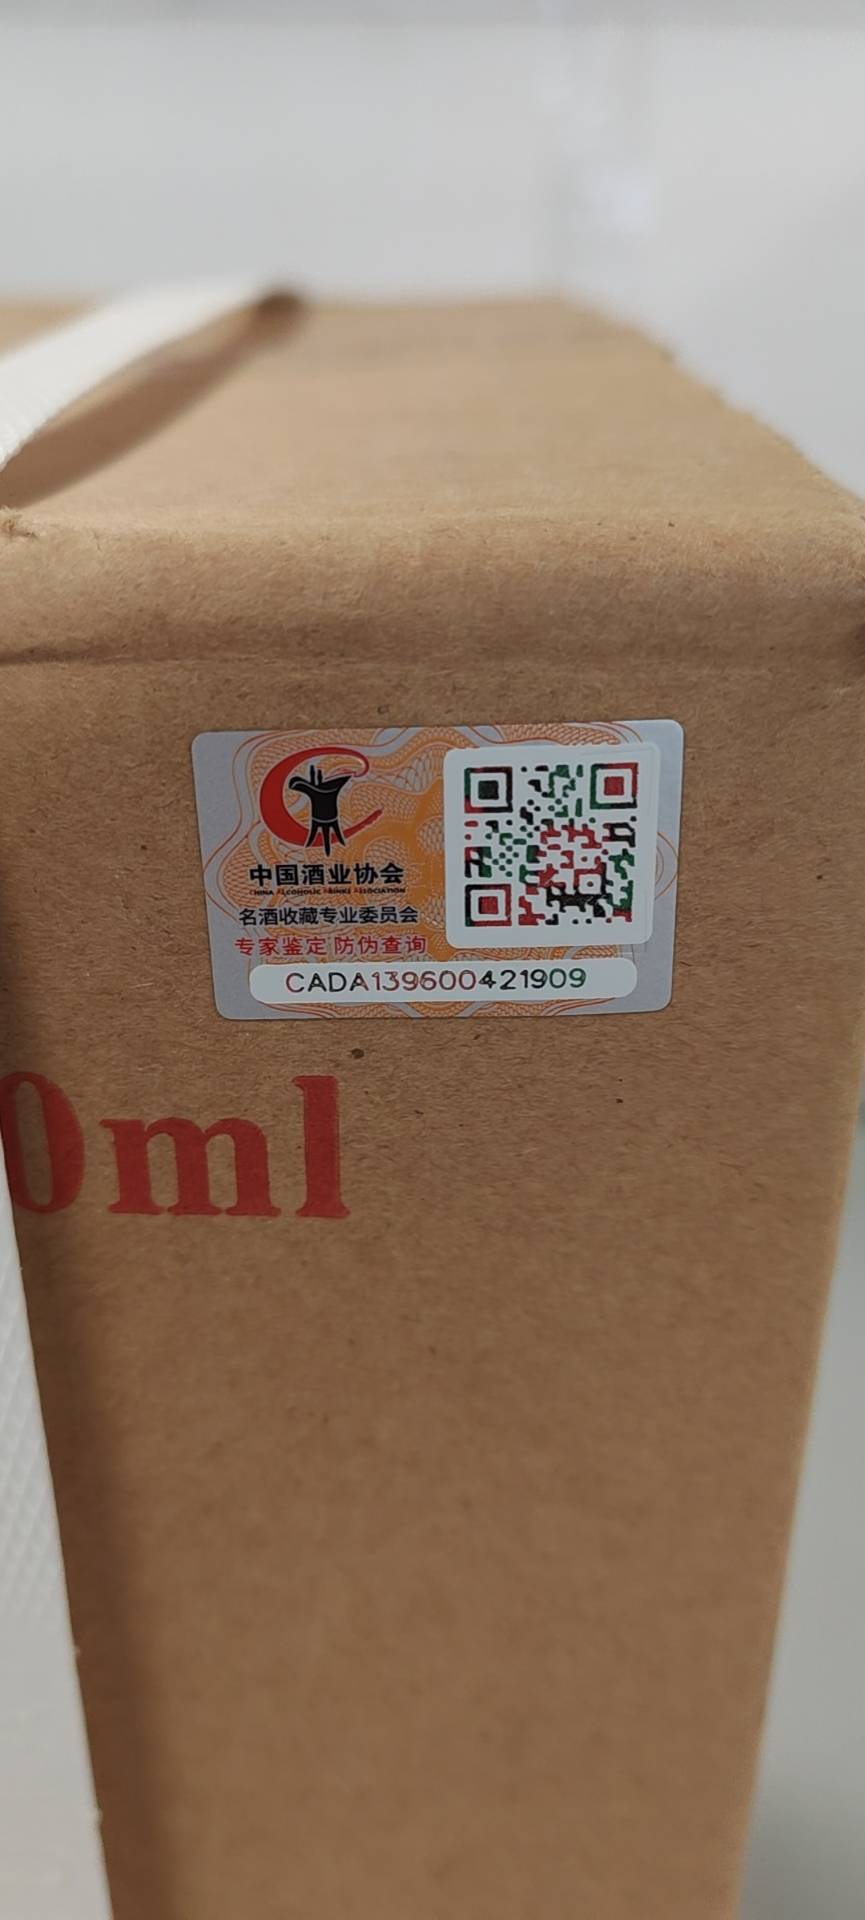 中国酒业协会
CHINA ALCOHOLIC DRINKS ASSOCIATION
名酒收藏专业委员会
专家鉴定 防伪查询
CADA139600421909
0ml